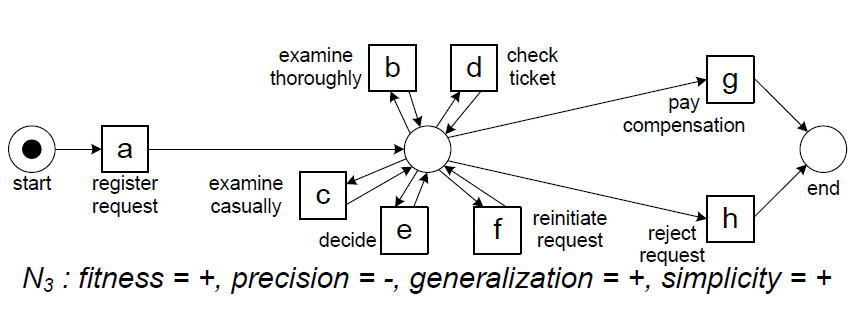 examine
thoroughly
b
d
check
ticket
g
pay
compensation
a
start
register
request
examine
casually
c
decide
e
f
reinitiate
request
reject
request
h
end
N3 : fitness = +, precision = -, generalization = +, simplicity = +